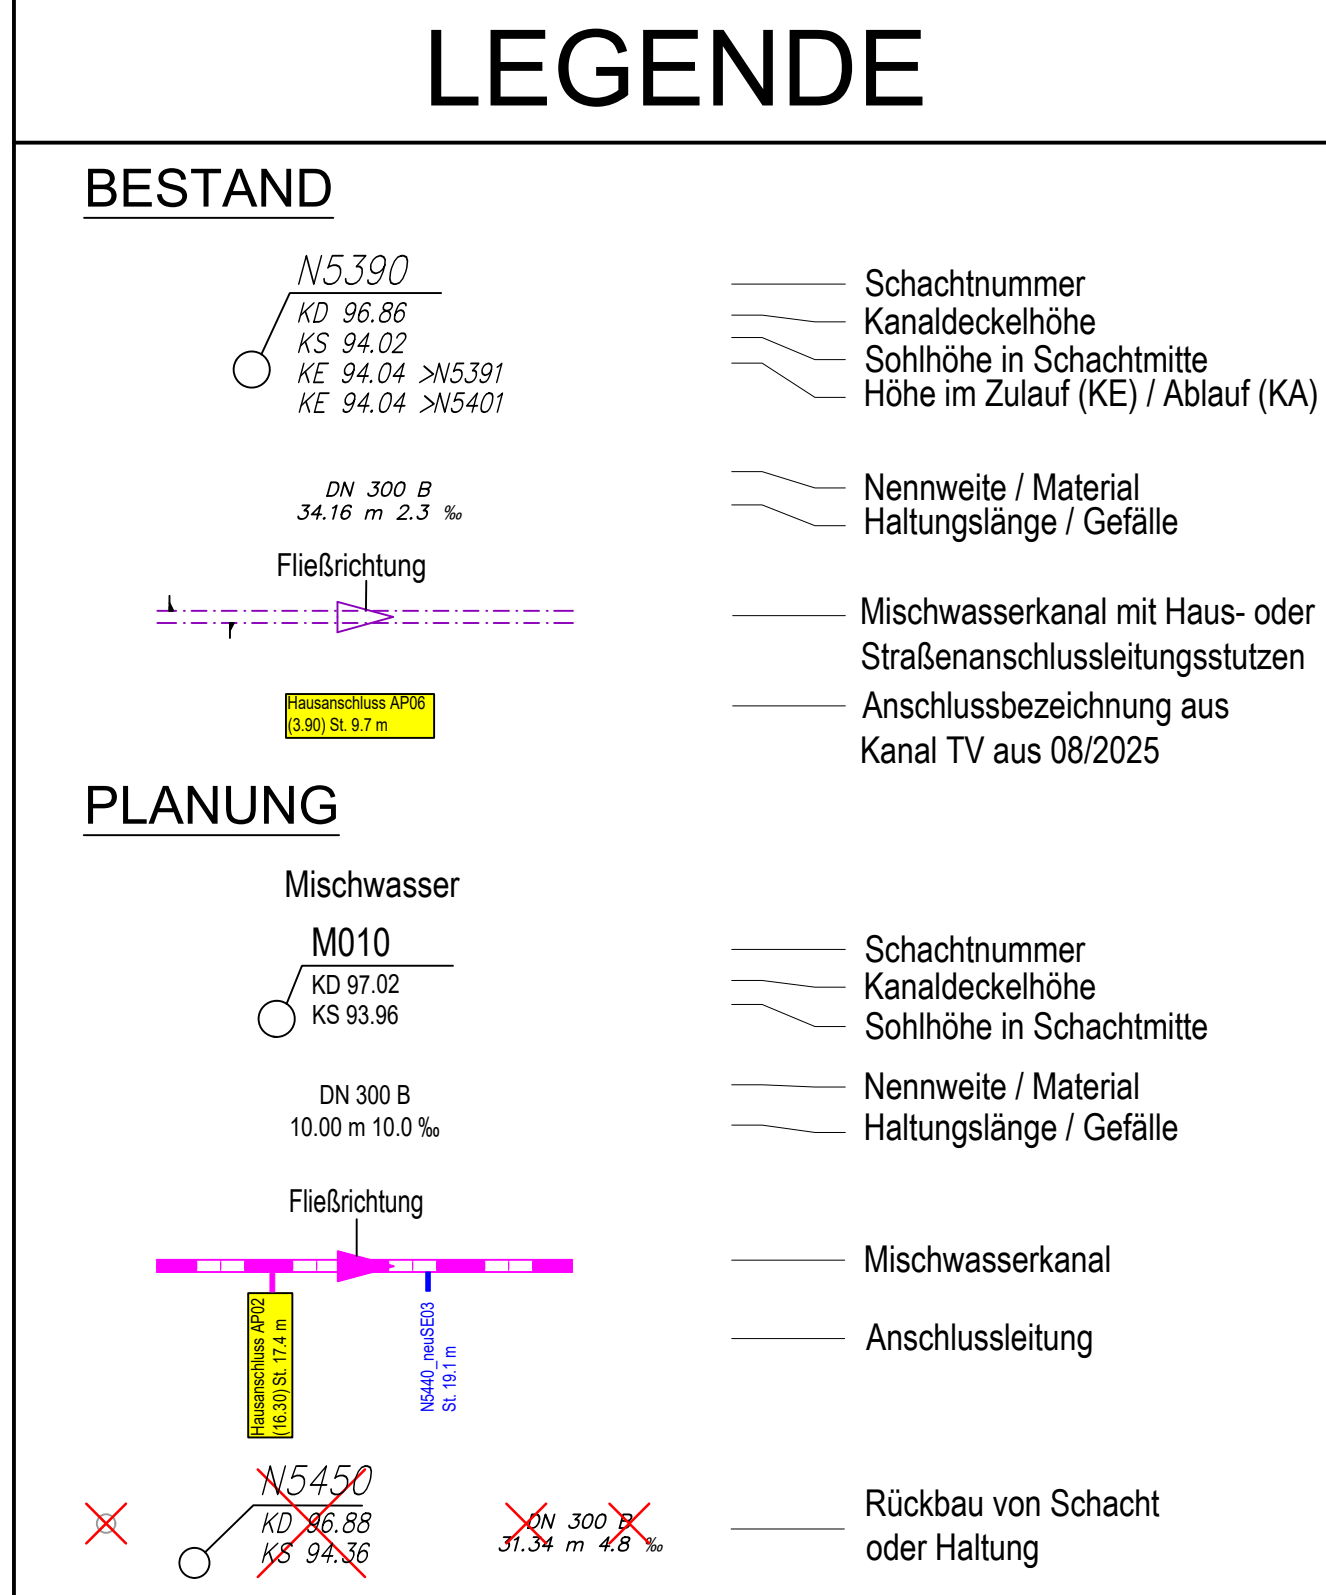 LEGENDE
BESTAND
N5390
KD 96.86
KS 94.02
KE 94.04 >N5391
KE 94.04 >N5401
Schachtnummer
Kanaldeckelhöhe
Sohlhöhe in Schachtmitte
Höhe im Zulauf (KE) / Ablauf (KA)
DN 300 B
34.16 m 2.3 ‰
Nennweite / Material
Haltungslänge / Gefälle
Fließrichtung
Mischwasserkanal mit Haus- oder
Straßenanschlussleitungsstutzen
Hausanschluss AP06
(3.90) St. 9.7 m
Anschlussbezeichnung aus
Kanal TV aus 08/2025
PLANUNG
Mischwasser
M010
KD 97.02
KS 93.96
Schachtnummer
Kanaldeckelhöhe
Sohlhöhe in Schachtmitte
DN 300 B
10.00 m 10.0 ‰
Nennweite / Material
Haltungslänge / Gefälle
Fließrichtung
Mischwasserkanal
Hausanschluss AP02
(16.30) St. 17.4 m
N5440_neuSE03
St. 19.1 m
Anschlussleitung
N5450
KD 96.88
KS 94.36
DN 300 B
31.34 m 4.8 ‰
Rückbau von Schacht
oder Haltung